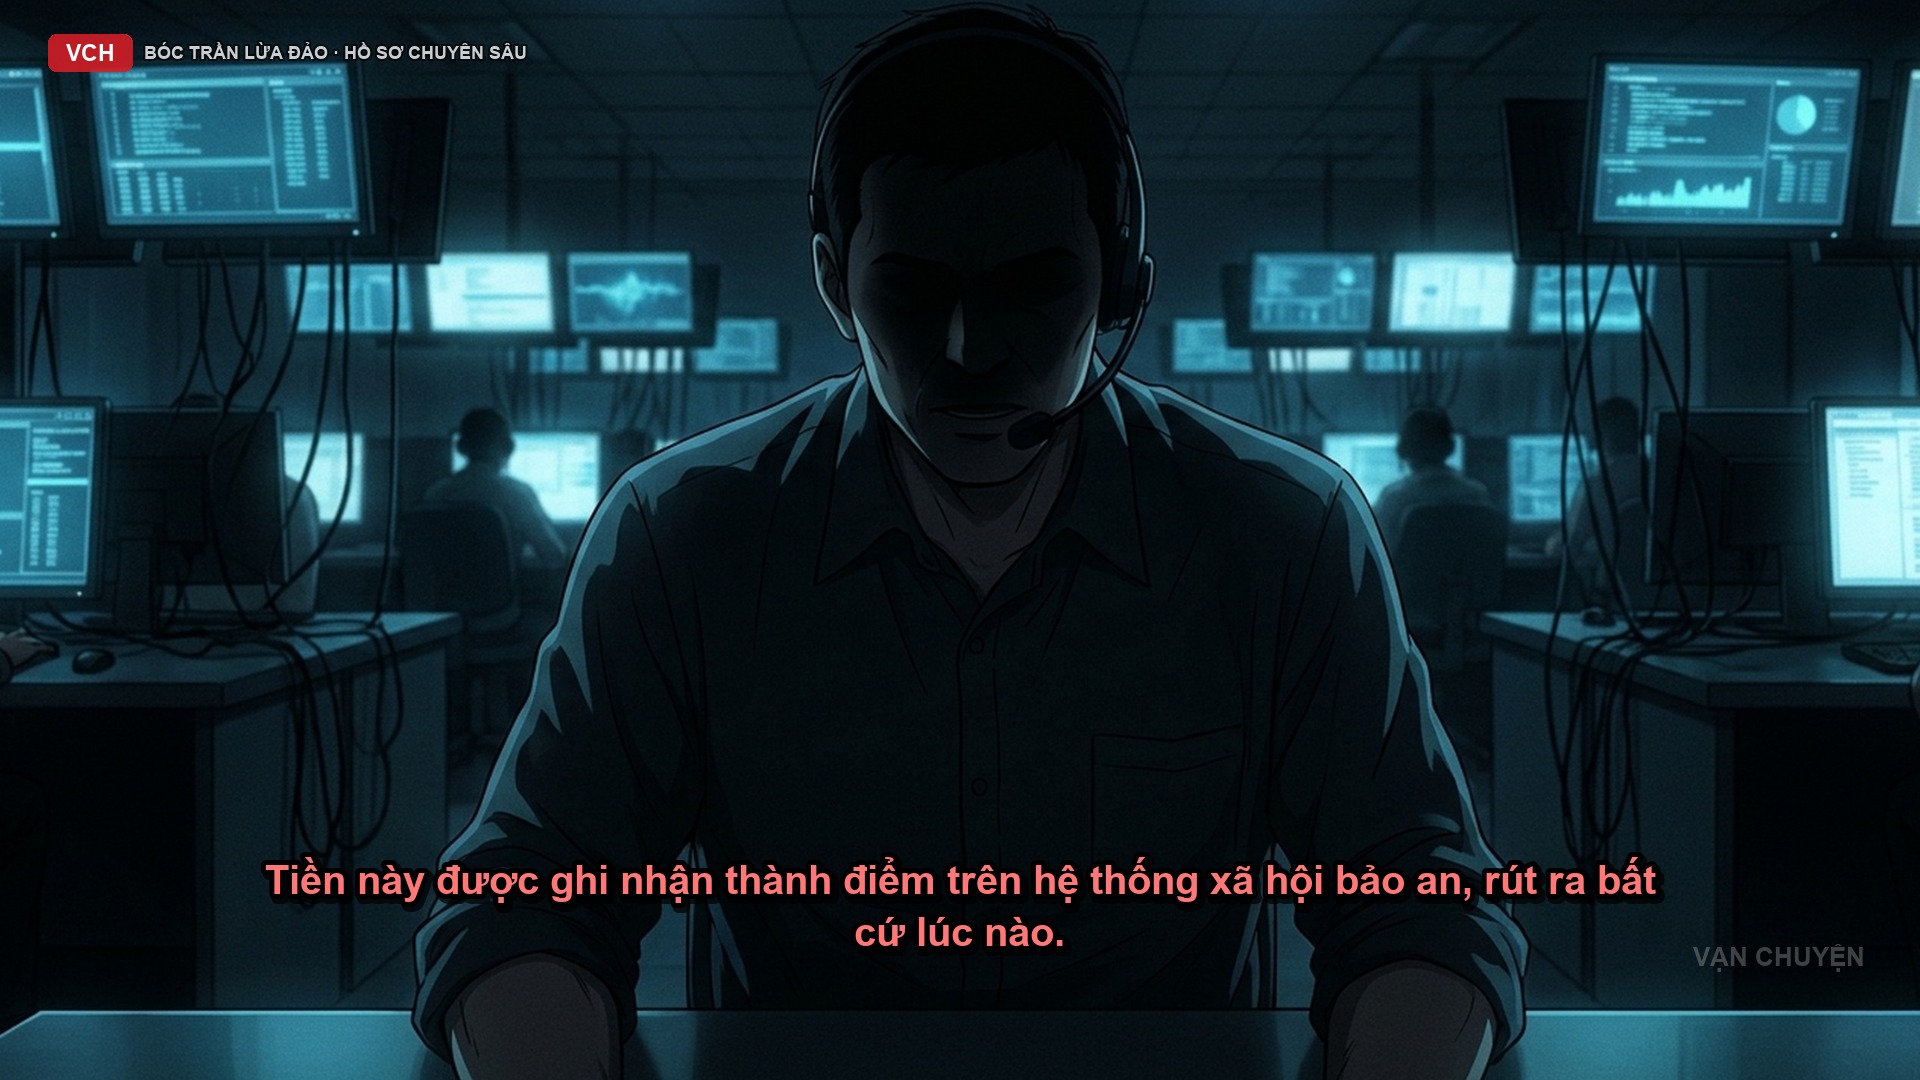 VCH BÓC TRẦN LỪA ĐẢO · HỒ SƠ CHUYÊN SÂU
Tiền này được ghi nhận thành điểm trên hệ thống xã hội bảo an, rút ra bất
cứ lúc nào.
VẠN CHUYỆN